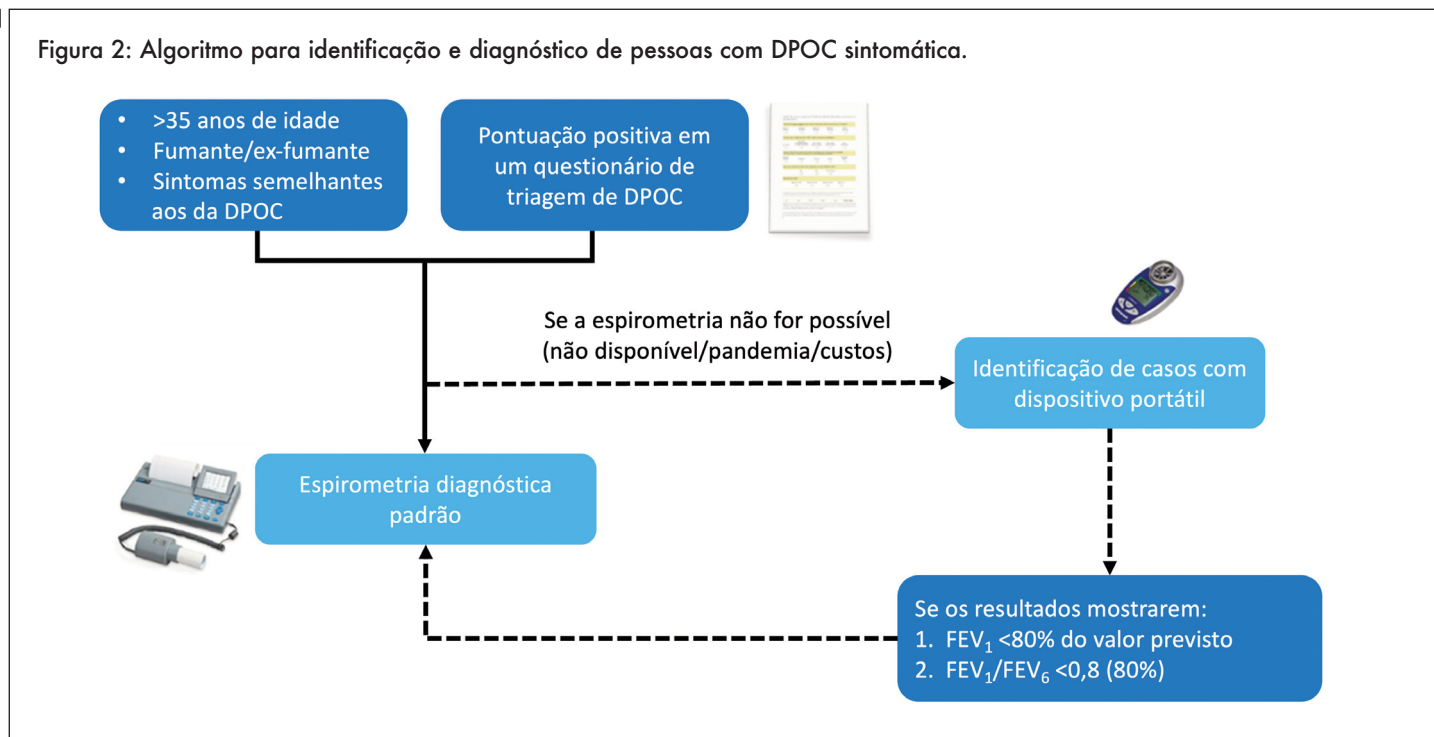 Figura 2: Algoritmo para identificação e diagnóstico de pessoas com DPOC sintomática.
• >35 anos de idade
• Fumante/ex-fumante
• Sintomas semelhantes
aos da DPOC
Pontuação positiva em
um questionário de
triagem de DPOC
Se a espirometria não for possível
(não disponível/pandemia/custos)
Identificação de casos com
dispositivo portátil
Espirometria diagnóstica
padrão
Se os resultados mostrarem:
1. FEV₁ <80% do valor previsto
2. FEV₁/FEV₆ <0,8 (80%)